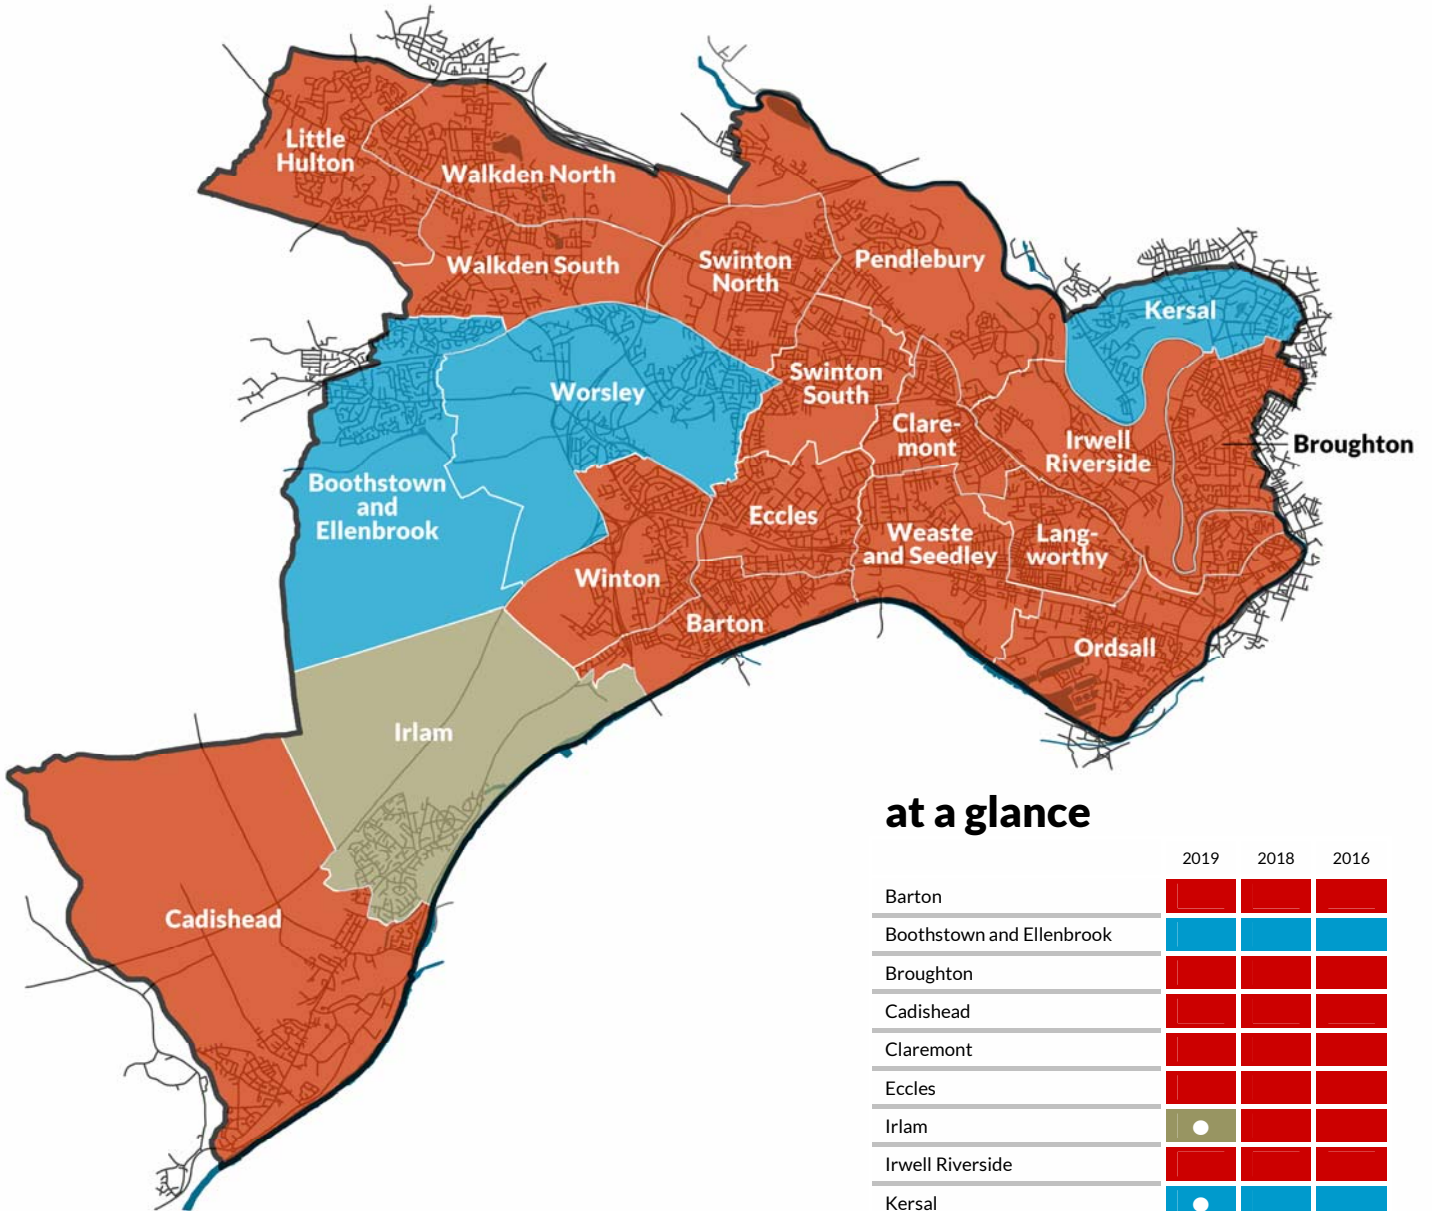 Little
Hulton
Walkden North
Walkden South
Swinton
North
Pendlebury
Kersal
Worsley
Swinton
South
Clare-
mont
Irwell
Riverside
Broughton
Boothstown
and
Ellenbrook
Eccles
Weaste
and Seedley
Lang-
worthy
Winton
Barton
Ordsall
Irlam
Cadishead
at a glance
2019 2018 2016
Barton
Boothstown and Ellenbrook
Broughton
Cadishead
Claremont
Eccles
Irlam
Irwell Riverside
Kersal